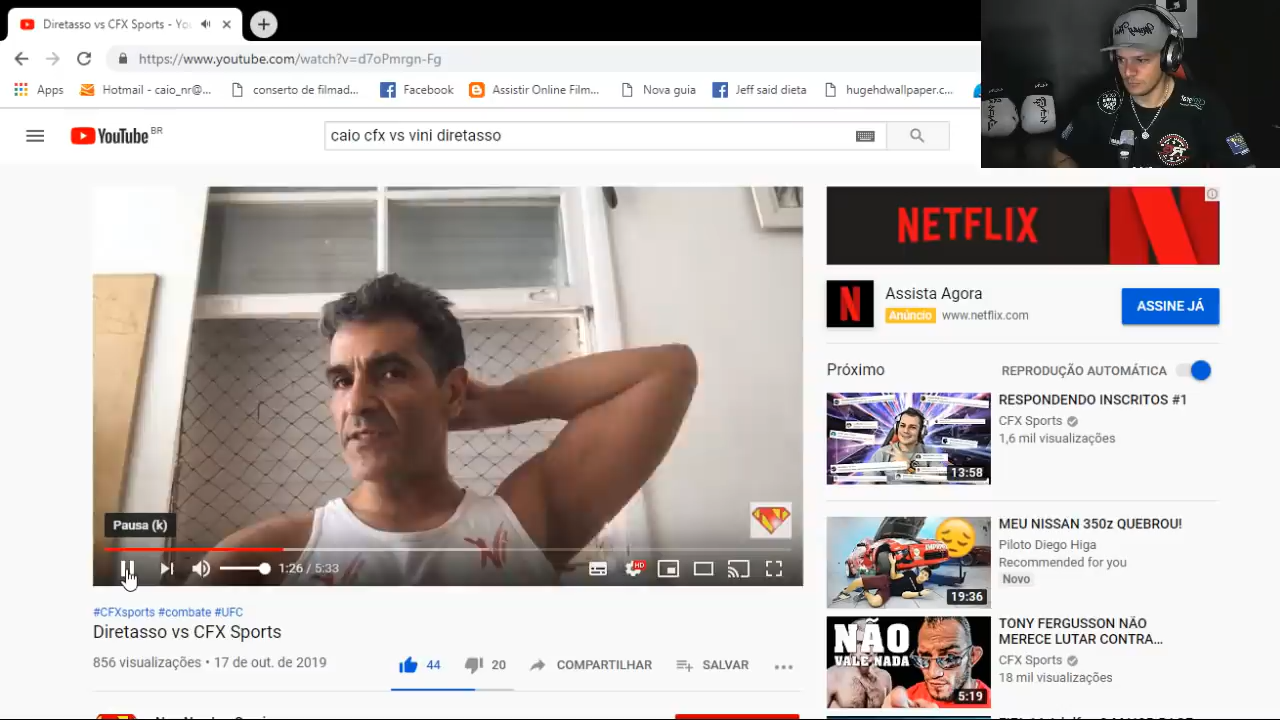 Diretasso vs CFX Sports - You
https://www.youtube.com/watch?v=d7oPmrgn-Fg
Apps
Hotmail - caio_nr@...
conserto de filmad...
Facebook
Assistir Online Film...
Nova guia
Jeff said dieta
hugehdwallpaper.c...
YouTube BR
caio cfx vs vini diretasso
NETFLIX
Assista Agora
Anúncio www.netflix.com
ASSINE JÁ
Próximo
REPRODUÇÃO AUTOMÁTICA
RESPONDENDO INSCRITOS #1
CFX Sports
1,6 mil visualizações
13:58
Pausa (k)
1:26 / 5:33
HD
MEU NISSAN 350z QUEBROU!
Piloto Diego Higa
Recommended for you
Novo
19:36
#CFXsports #combate #UFC
Diretasso vs CFX Sports
856 visualizações • 17 de out. de 2019
44
20
COMPARTILHAR
SALVAR
TONY FERGUSSON NÃO
MERECE LUTAR CONTRA...
CFX Sports
18 mil visualizações
NÃO
VALE NADA
5:19